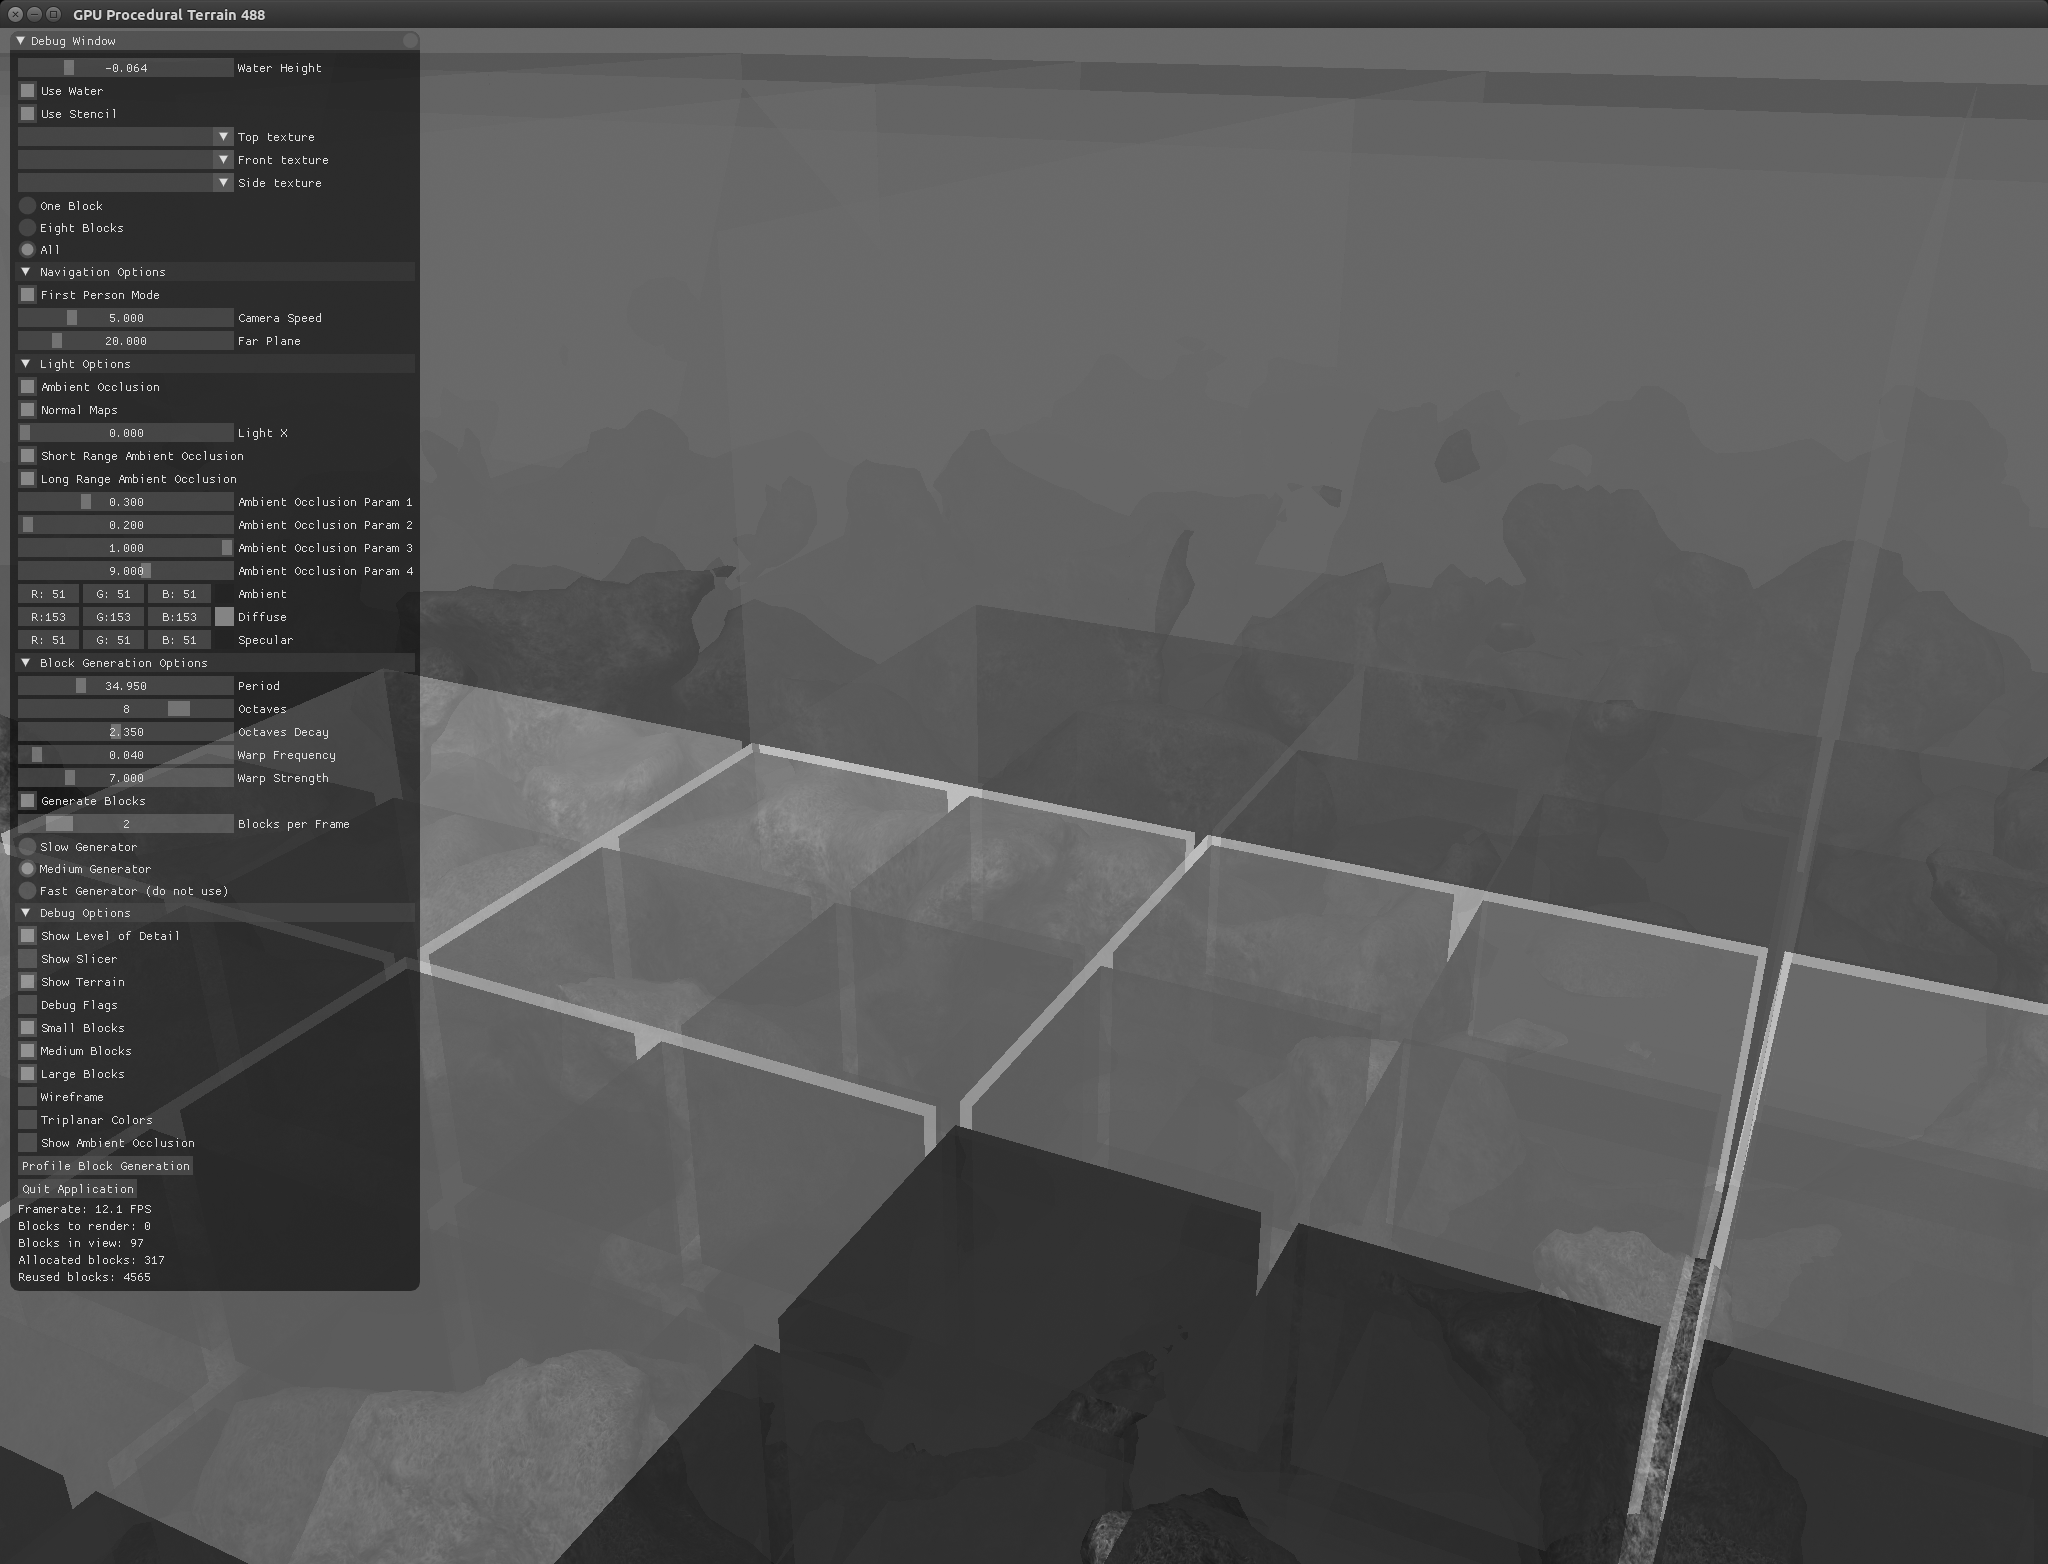 GPU Procedural Terrain 488
Debug Window
-0.064 Water Height
Use Water
Use Stencil
Top texture
Front texture
Side texture
One Block
Eight Blocks
All
Navigation Options
First Person Mode
5.000 Camera Speed
20.000 Far Plane
Light Options
Ambient Occlusion
Normal Maps
0.000 Light X
Short Range Ambient Occlusion
Long Range Ambient Occlusion
0.300 Ambient Occlusion Param 1
0.200 Ambient Occlusion Param 2
1.000 Ambient Occlusion Param 3
9.000 Ambient Occlusion Param 4
R: 51 G: 51 B: 51 Ambient
R:153 G:153 B:153 Diffuse
R: 51 G: 51 B: 51 Specular
Block Generation Options
34.950 Period
8 Octaves
2.350 Octaves Decay
0.040 Warp Frequency
7.000 Warp Strength
Generate Blocks
2 Blocks per Frame
Slow Generator
Medium Generator
Fast Generator (do not use)
Debug Options
Show Level of Detail
Show Slicer
Show Terrain
Debug Flags
Small Blocks
Medium Blocks
Large Blocks
Wireframe
Triplanar Colors
Show Ambient Occlusion
Profile Block Generation
Quit Application
Framerate: 12.1 FPS
Blocks to render: 0
Blocks in view: 97
Allocated blocks: 317
Reused blocks: 4565